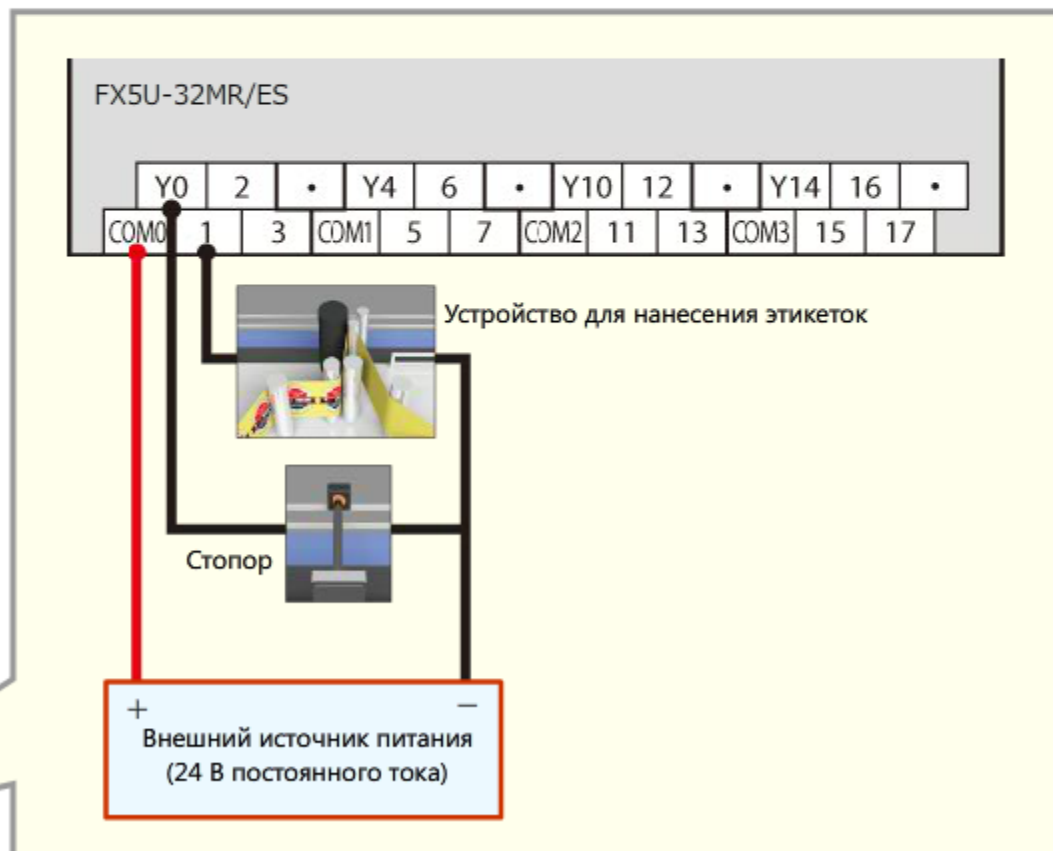 FX5U-32MR/ES
Y0 2 • Y4 6 • Y10 12 • Y14 16 •
COM0 1 3 COM1 5 7 COM2 11 13 COM3 15 17
Устройство для нанесения этикеток
Стопор
+ −
Внешний источник питания
(24 В постоянного тока)